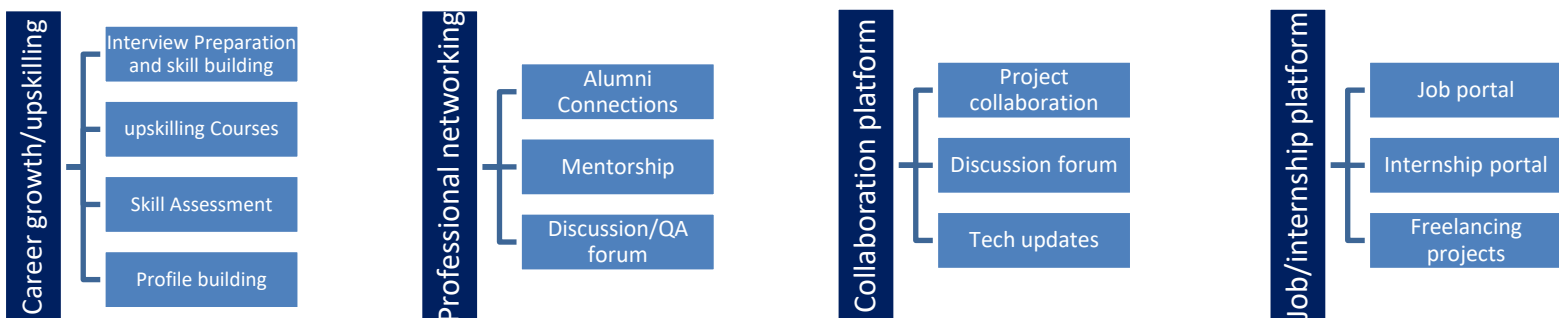 Career growth/upskilling
Interview Preparation
and skill building
upskilling Courses
Skill Assessment
Profile building
Professional networking
Alumni
Connections
Mentorship
Discussion/QA
forum
Collaboration platform
Project
collaboration
Discussion forum
Tech updates
Job/internship platform
Job portal
Internship portal
Freelancing
projects